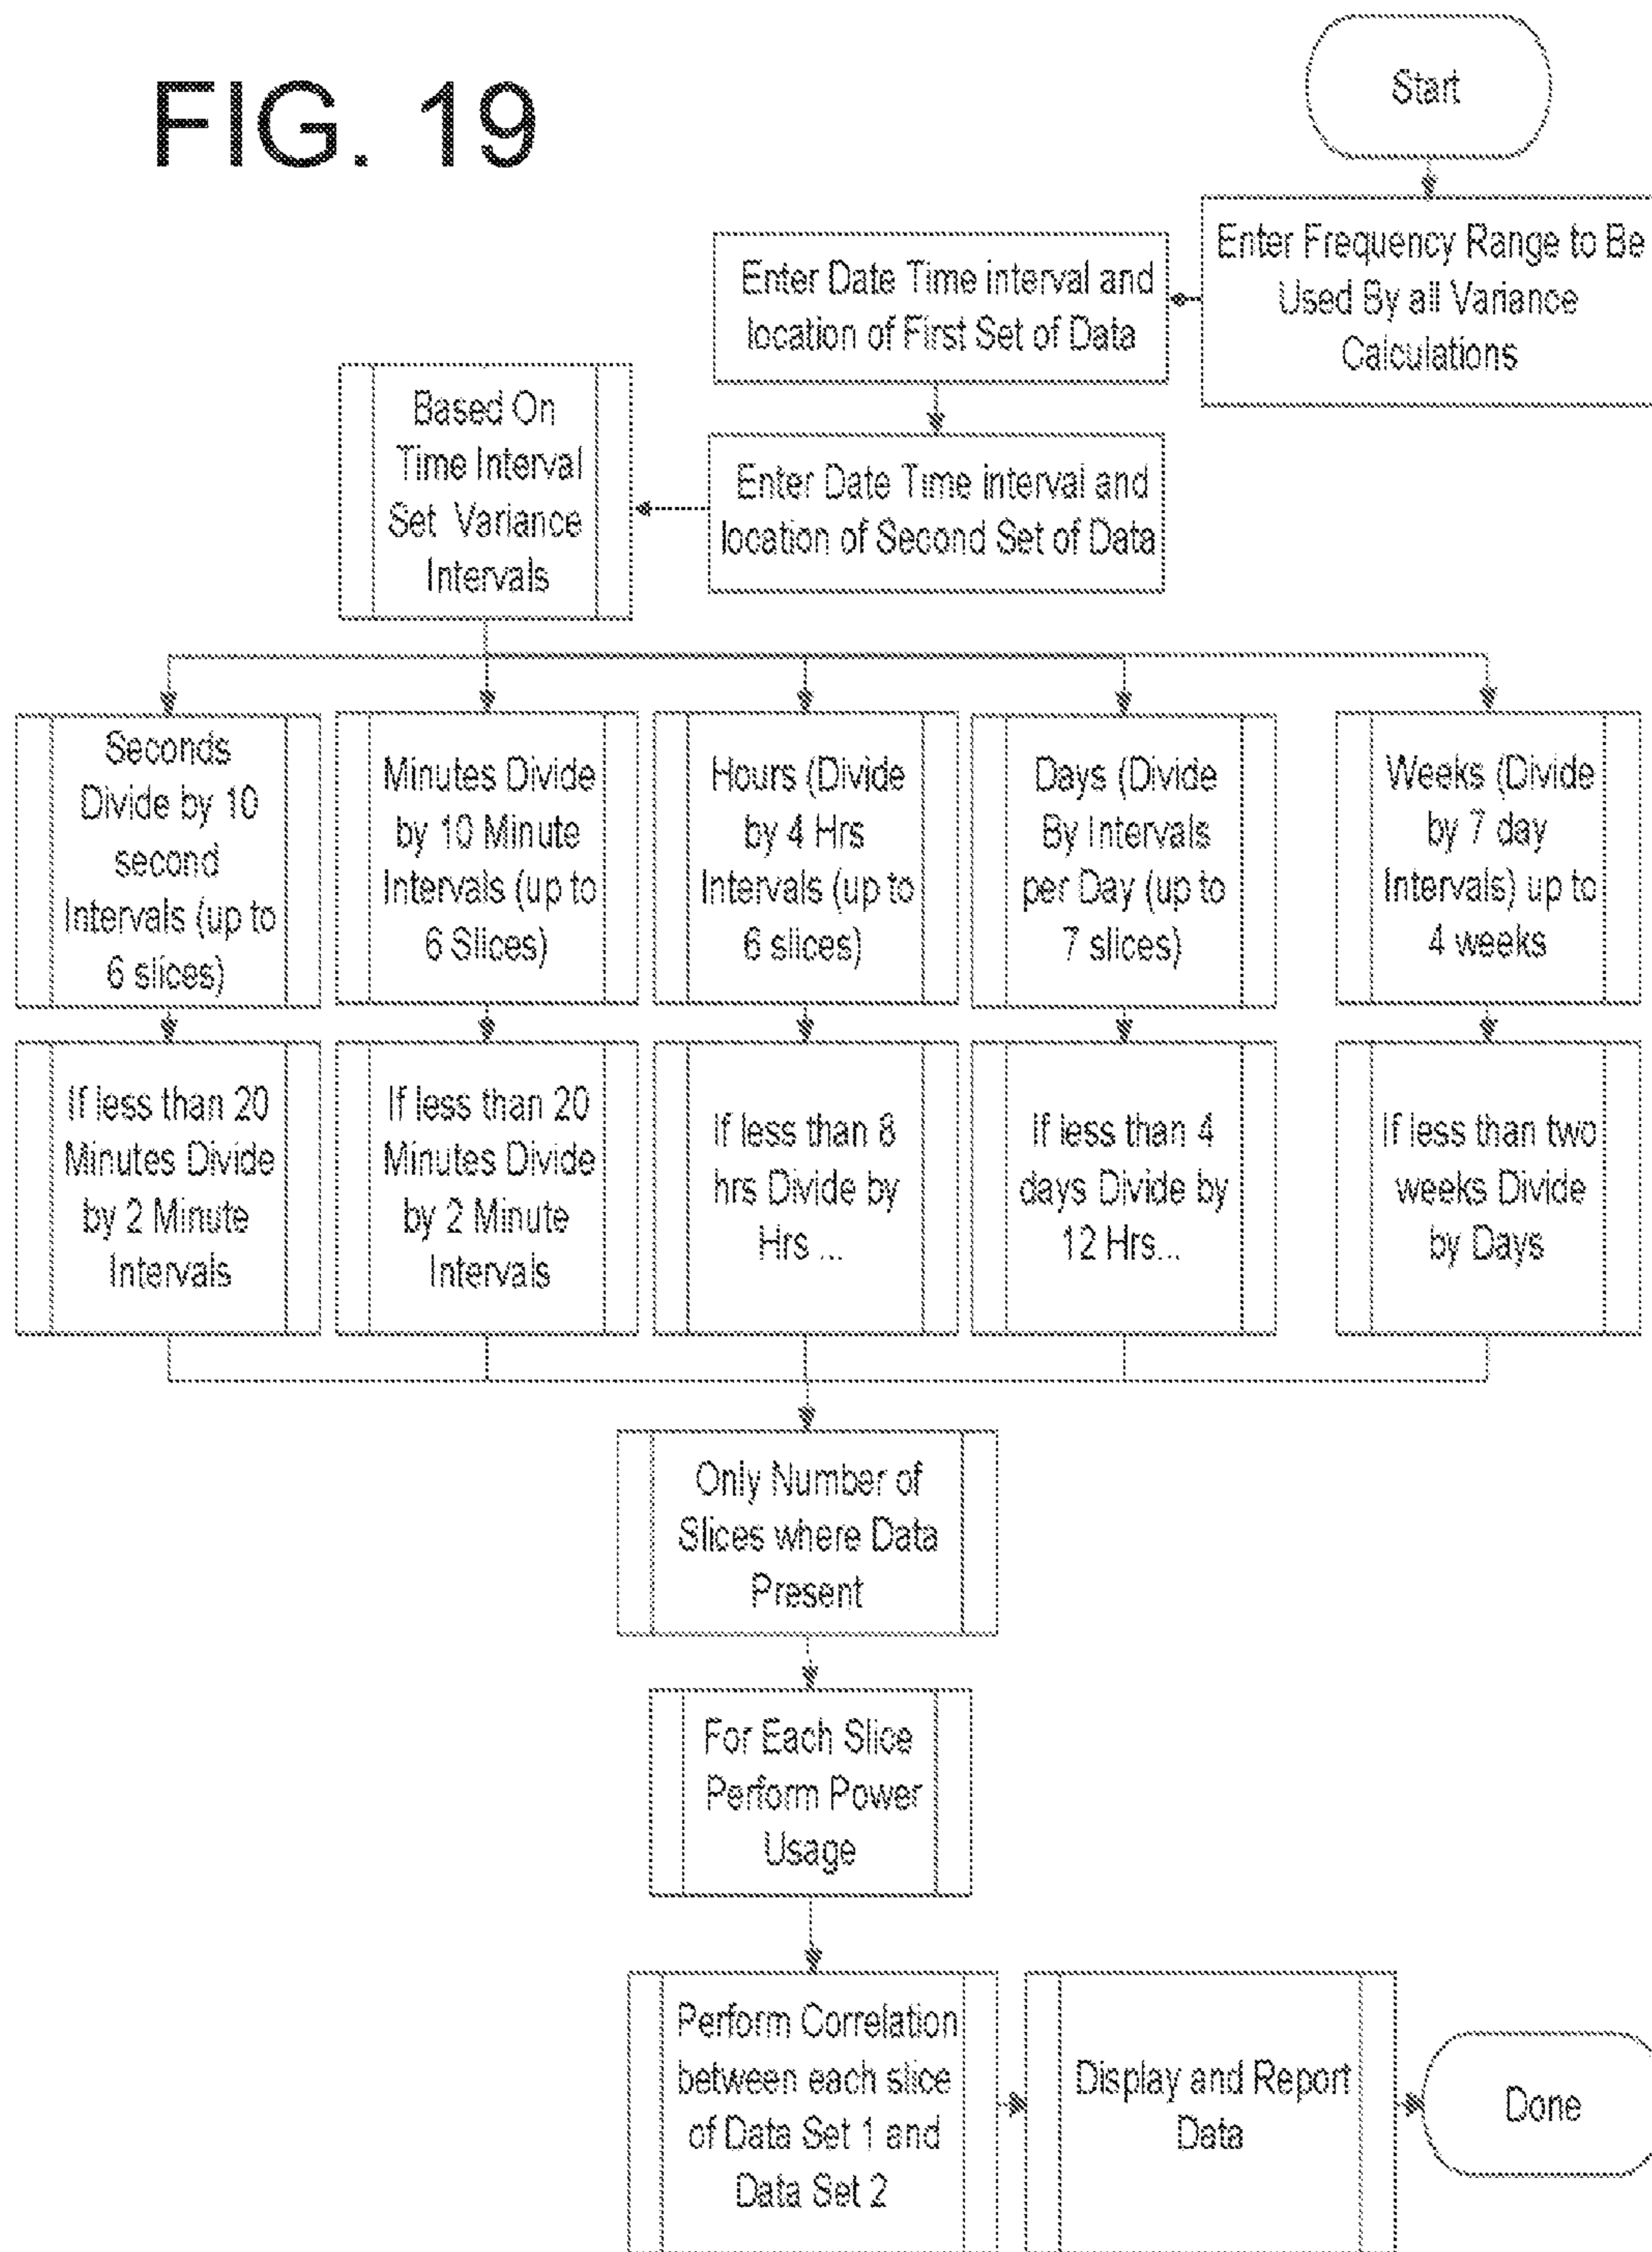 FIG. 19
Start
Enter Frequency Range to Be
Used By all Variance
Calculations
Enter Date Time interval and
location of First Set of Data
Enter Date Time interval and
location of Second Set of Data
Based On
Time Interval
Set Variance
Intervals
Seconds
Divide by 10
second
Intervals (up to
6 slices)
Minutes Divide
by 10 Minute
Intervals (up to
6 Slices)
Hours (Divide
by 4 Hrs
Intervals (up to
6 slices)
Days (Divide
By Intervals
per Day (up to
7 slices)
Weeks (Divide
by 7 day
Intervals) up to
4 weeks
If less than 20
Minutes Divide
by 2 Minute
Intervals
If less than 20
Minutes Divide
by 2 Minute
Intervals
If less than 8
hrs Divide by
Hrs ...
If less than 4
days Divide by
12 Hrs...
If less than two
weeks Divide
by Days
Only Number of
Slices where Data
Present
For Each Slice
Perform Power
Usage
Perform Correlation
between each slice
of Data Set 1 and
Data Set 2
Display and Report
Data
Done